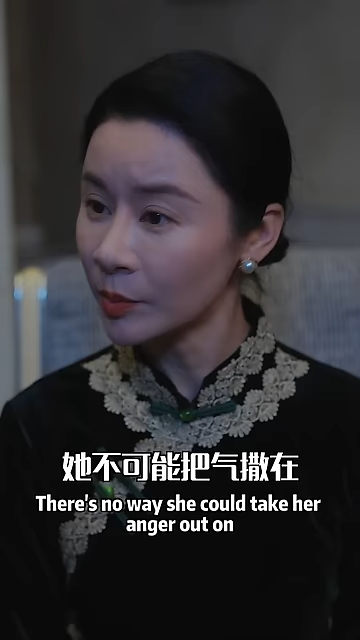 她不可能把气撒在
There's no way she could take her
anger out on